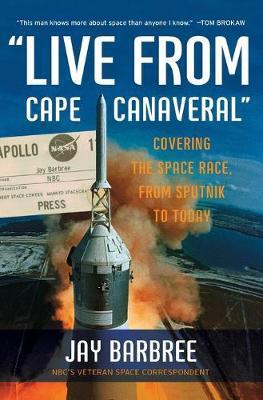 "This man knows more about space than anyone I know." —TOM BROKAW
"LIVE FROM
CAPE CANAVERAL"
COVERING
THE SPACE RACE,
FROM SPUTNIK
TO TODAY
APOLLO 11
NASA
Jay Barbree
NBC
PRESS
JAY BARBREE
NBC'S VETERAN SPACE CORRESPONDENT